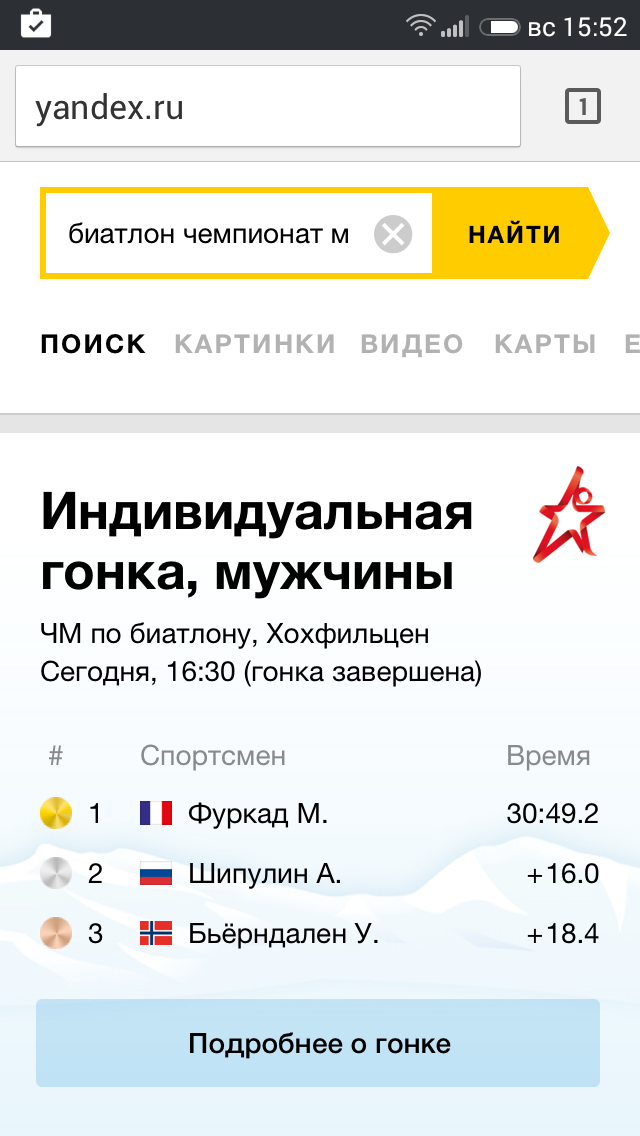 вс 15:52
yandex.ru
1
биатлон чемпионат м
НАЙТИ
ПОИСК КАРТИНКИ ВИДЕО КАРТЫ Е
Индивидуальная
гонка, мужчины
ЧМ по биатлону, Хохфильцен
Сегодня, 16:30 (гонка завершена)
# Спортсмен Время
1 Фуркад М. 30:49.2
2 Шипулин А. +16.0
3 Бьёрндален У. +18.4
Подробнее о гонке